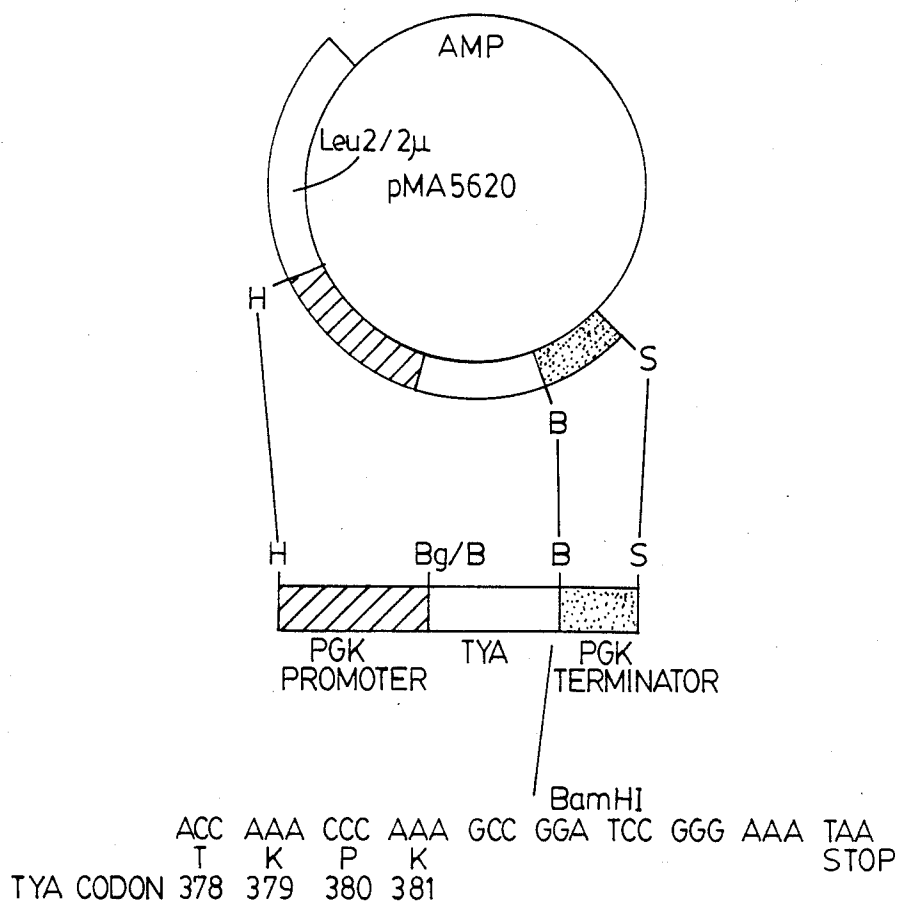 AMP
Leu2/2μ
pMA5620
H
S
B
H Bg/B B S
PGK TYA PGK
PROMOTER TERMINATOR
BamHI
ACC AAA CCC AAA GCC GGA TCC GGG AAA TAA
T K P K STOP
TYA CODON 378 379 380 381